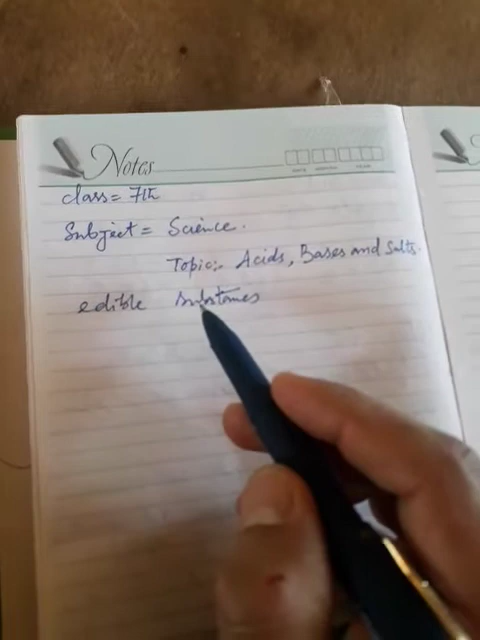 Notes
class = 7th
Subject = Science.
Topic:- Acids, Bases and Salts.
edible substances